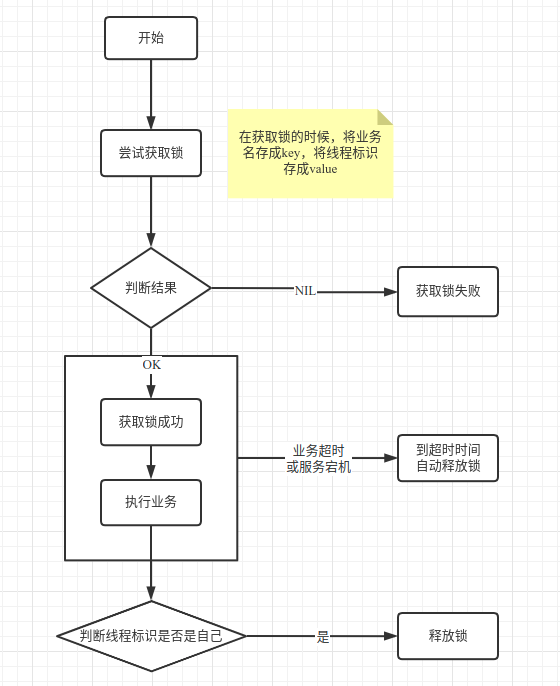 开始
尝试获取锁
在获取锁的时候，将业务
名存成key，将线程标识
存成value
判断结果
NIL
获取锁失败
OK
获取锁成功
执行业务
业务超时
或服务宕机
到超时时间
自动释放锁
判断线程标识是否是自己
是
释放锁